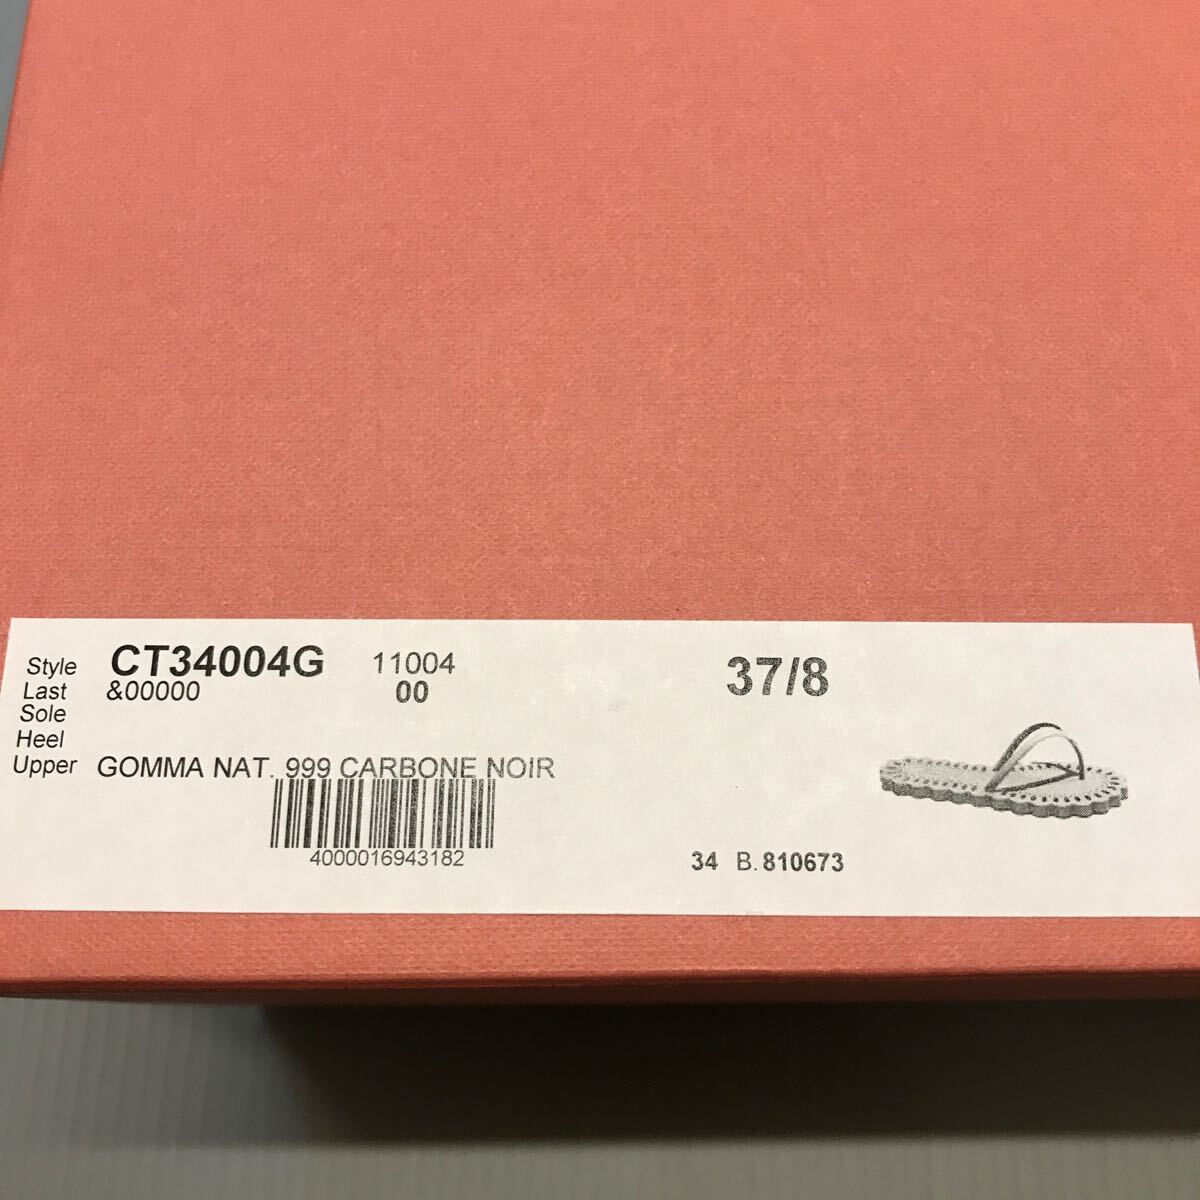 Style CT34004G 11004 37/8
Last &00000 00
Sole
Heel
Upper GOMMA NAT. 999 CARBONE NOIR
4000016943182
34 B. 810673